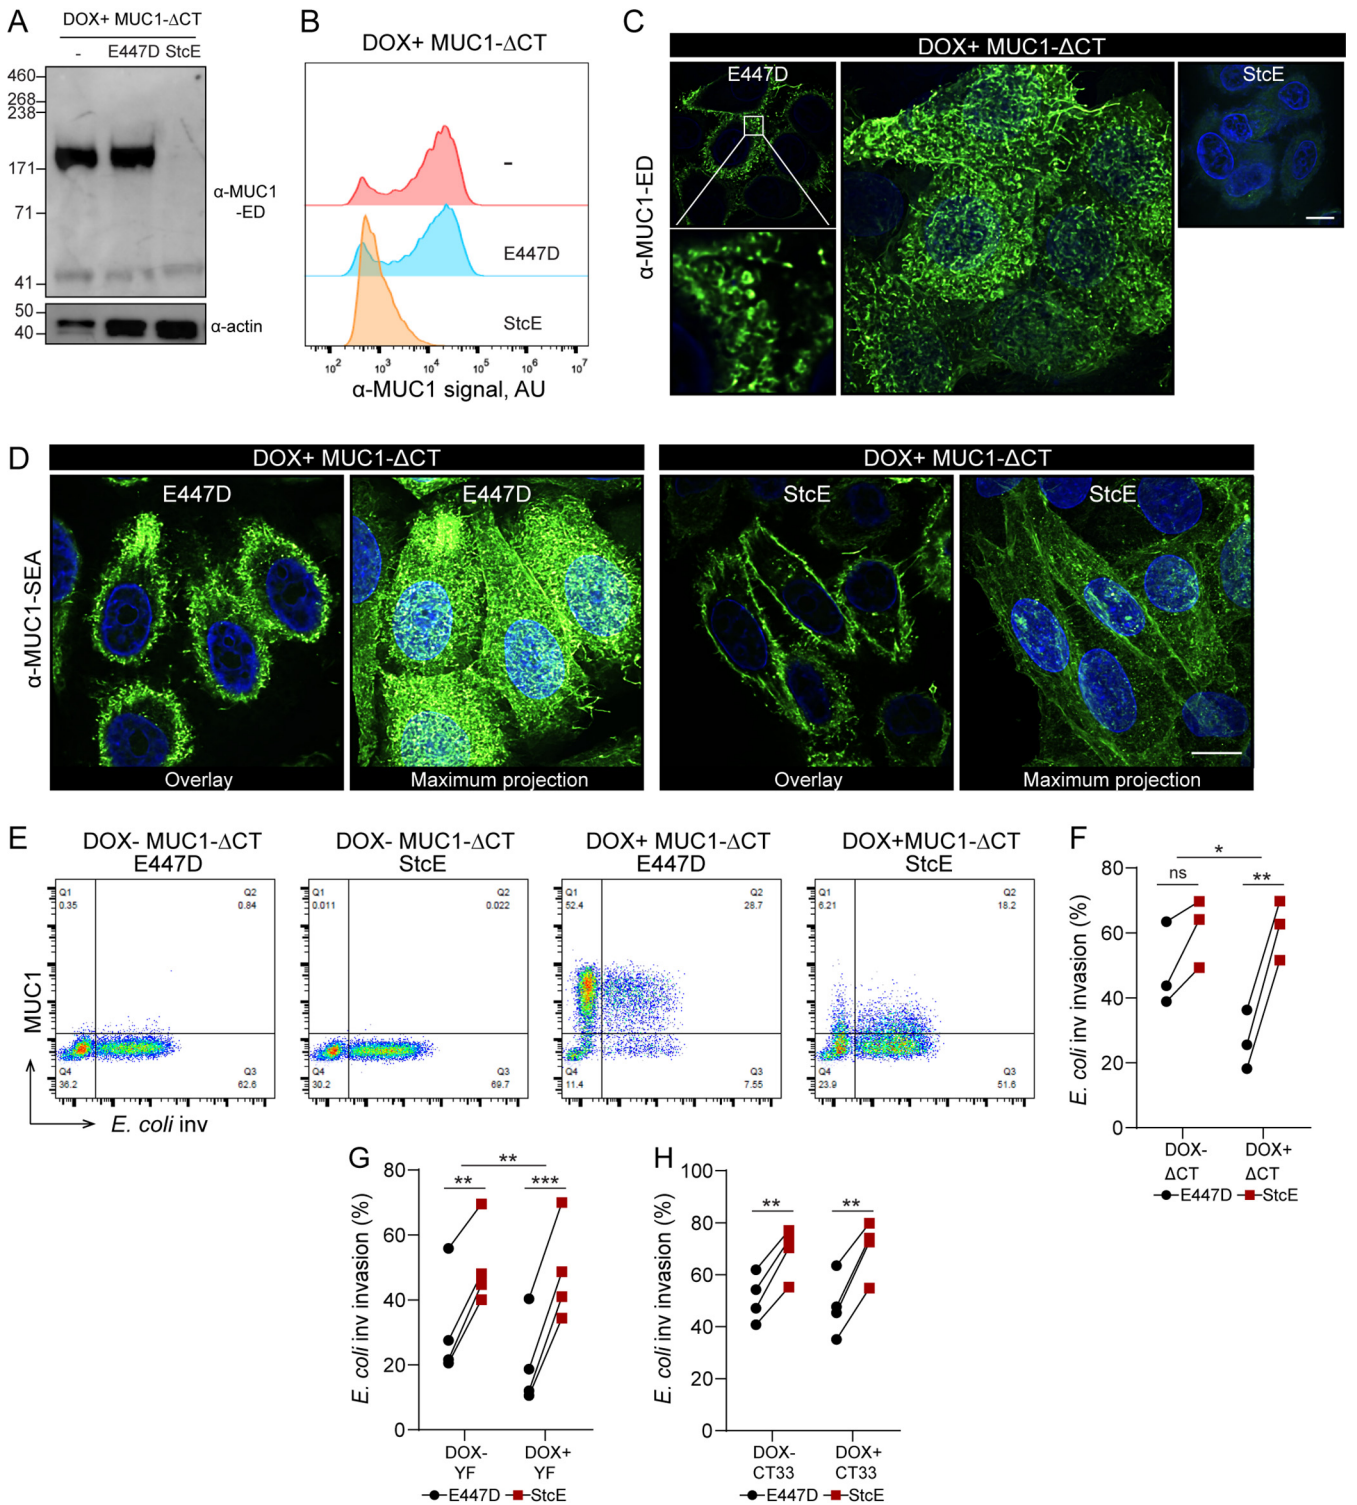 A
DOX+ MUC1-ΔCT
- E447D StcE
460
268
238
171
71
41
α-MUC1
-ED
50
40
α-actin
B
DOX+ MUC1-ΔCT
-
E447D
StcE
10² 10³ 10⁴ 10⁵ 10⁶ 10⁷
α-MUC1 signal, AU
C
DOX+ MUC1-ΔCT
E447D
StcE
α-MUC1-ED
D
DOX+ MUC1-ΔCT
E447D
E447D
Overlay
Maximum projection
DOX+ MUC1-ΔCT
StcE
StcE
Overlay
Maximum projection
α-MUC1-SEA
E
DOX- MUC1-ΔCT
E447D
Q1
0.35
Q2
0.84
Q4
36.2
Q3
62.6
DOX- MUC1-ΔCT
StcE
Q1
0.011
Q2
0.022
Q4
30.2
Q3
69.7
DOX+ MUC1-ΔCT
E447D
Q1
52.4
Q2
28.7
Q4
11.4
Q3
7.55
DOX+MUC1-ΔCT
StcE
Q1
6.21
Q2
18.2
Q4
23.9
Q3
51.6
MUC1
E. coli inv
F
E. coli inv invasion (%)
80
60
40
20
0
*
ns
**
DOX-
ΔCT
DOX+
ΔCT
E447D StcE
G
E. coli inv invasion (%)
80
60
40
20
0
**
**
***
DOX-
YF
DOX+
YF
E447D StcE
H
E. coli inv invasion (%)
100
80
60
40
20
0
**
**
DOX-
CT33
DOX+
CT33
E447D StcE